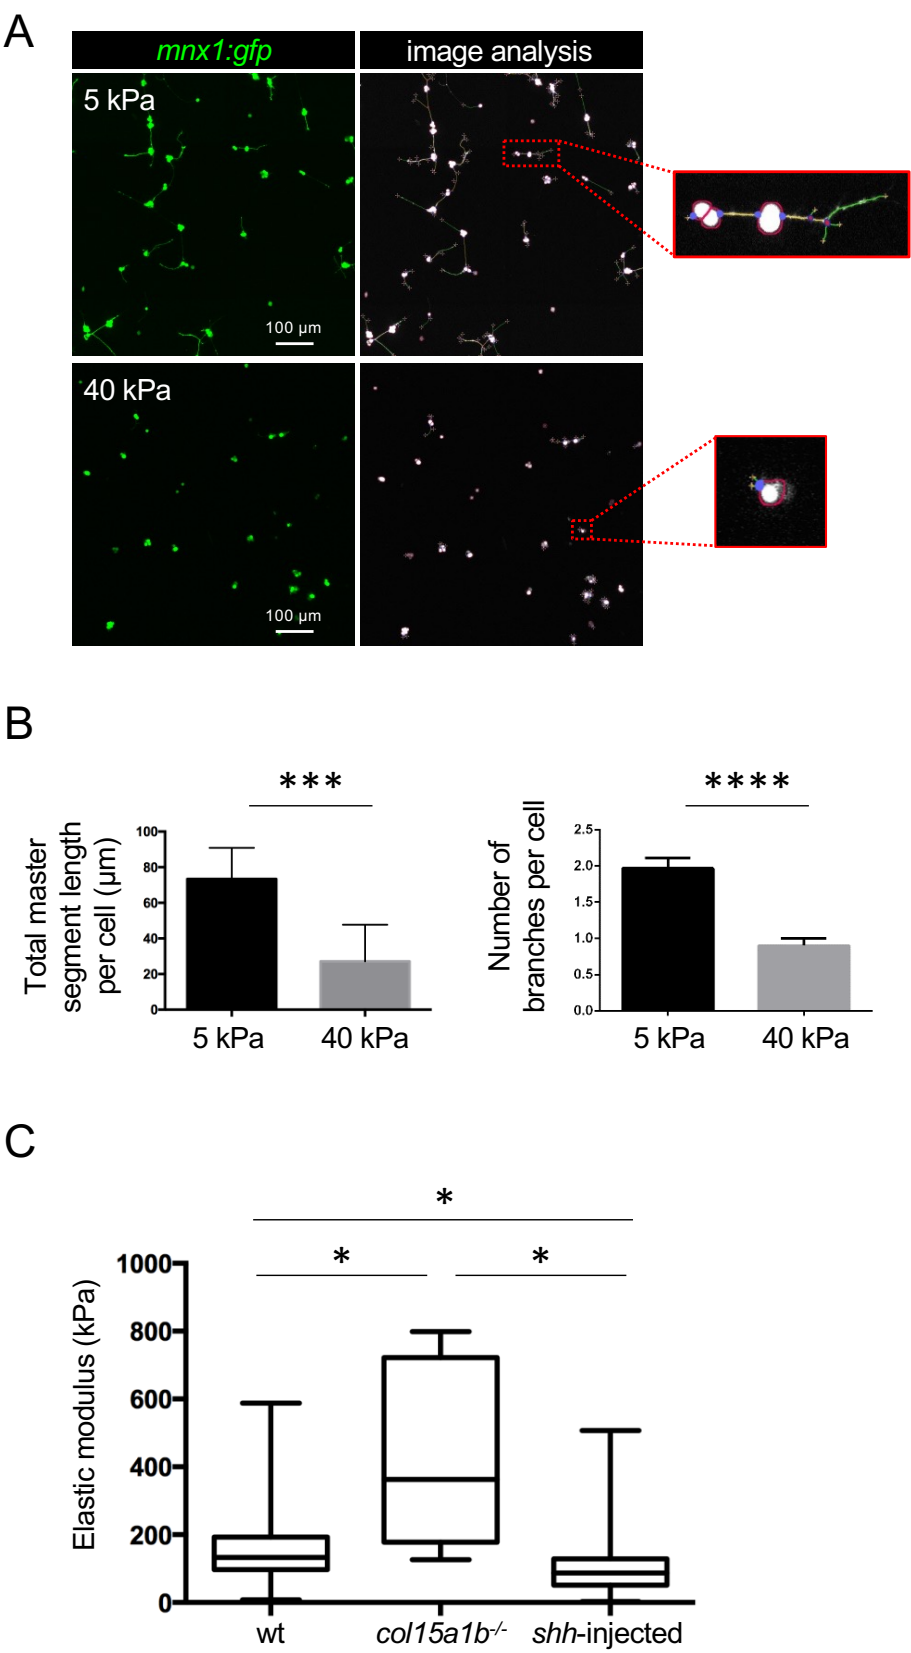 A
mnx1:gfp
image analysis
5 kPa
100 µm
40 kPa
100 µm
B
***
Total master
segment length
per cell (µm)
100
80
60
40
20
0
5 kPa
40 kPa
****
Number of
branches per cell
2.5
2.0
1.5
1.0
0.5
0.0
5 kPa
40 kPa
C
*
*
*
Elastic modulus (kPa)
1000
800
600
400
200
0
wt
col15a1b-/-
shh-injected